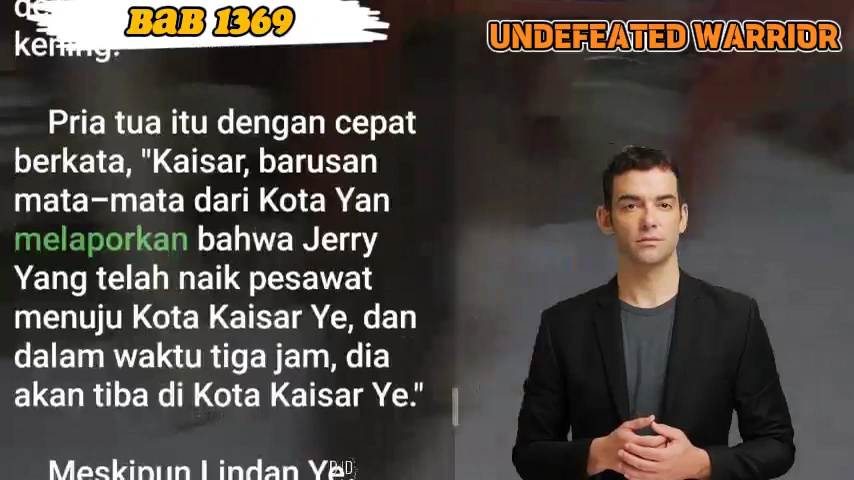 BaB 1369
UNDEFEATED WARRIOR
kening.
Pria tua itu dengan cepat
berkata, "Kaisar, barusan
mata–mata dari Kota Yan
melaporkan bahwa Jerry
Yang telah naik pesawat
menuju Kota Kaisar Ye, dan
dalam waktu tiga jam, dia
akan tiba di Kota Kaisar Ye."
Meskipun Lindan Ye